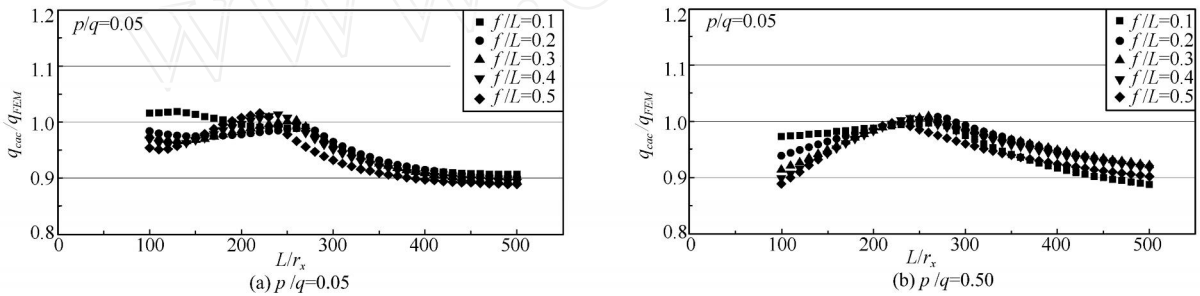 1.2
1.1
1.0
0.9
0.8
q_cac/q_FEM
p/q=0.05
f/L=0.1
f/L=0.2
f/L=0.3
f/L=0.4
f/L=0.5
0 100 200 300 400 500
L/r_x
(a) p/q=0.05
1.2
1.1
1.0
0.9
0.8
q_cac/q_FEM
p/q=0.05
f/L=0.1
f/L=0.2
f/L=0.3
f/L=0.4
f/L=0.5
0 100 200 300 400 500
L/r_x
(b) p/q=0.50